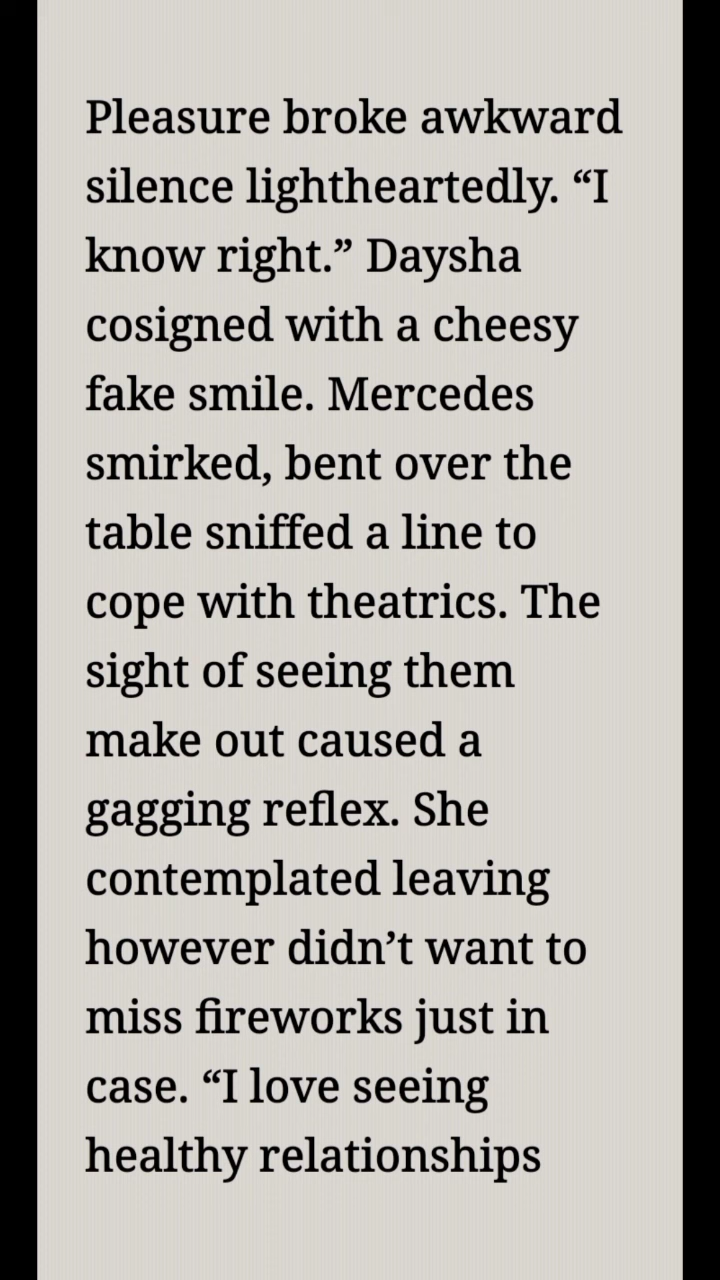 Pleasure broke awkward
silence lightheartedly. “I
know right.” Daysha
cosigned with a cheesy
fake smile. Mercedes
smirked, bent over the
table sniffed a line to
cope with theatrics. The
sight of seeing them
make out caused a
gagging reflex. She
contemplated leaving
however didn’t want to
miss fireworks just in
case. “I love seeing
healthy relationships